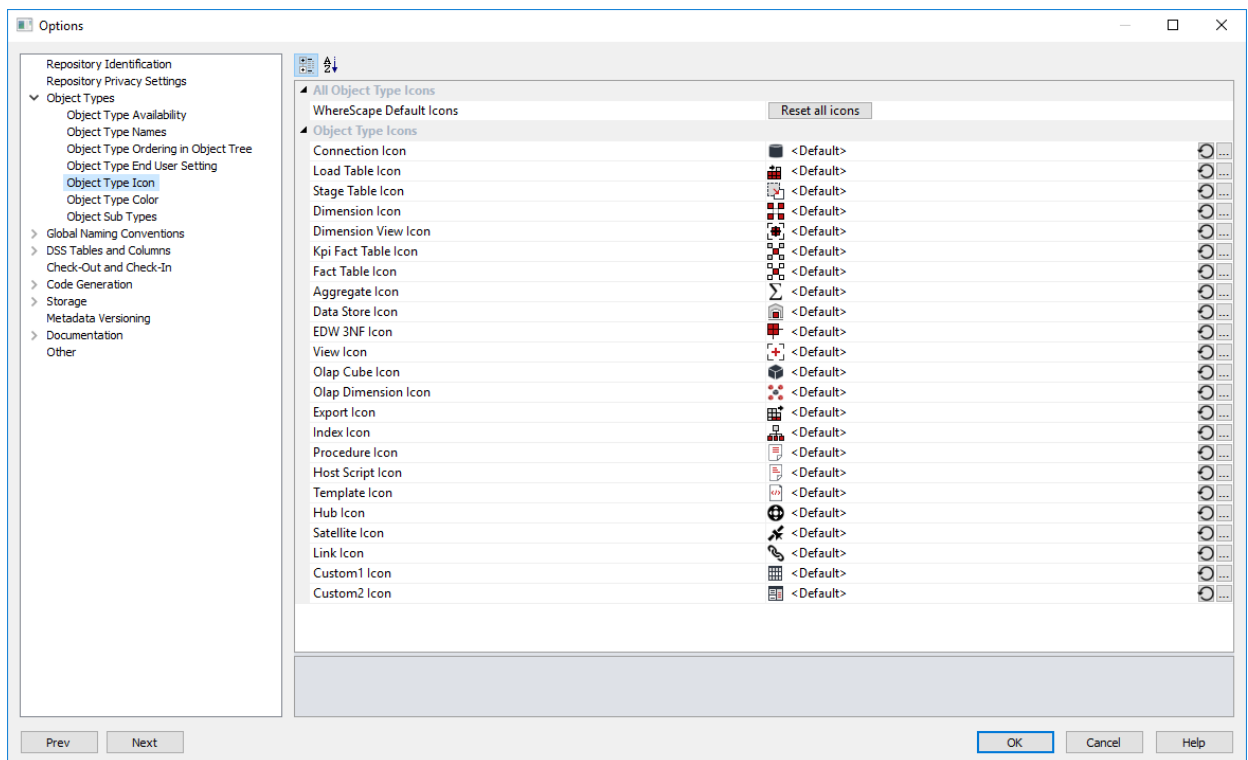 Options
Repository Identification
Repository Privacy Settings
Object Types
Object Type Availability
Object Type Names
Object Type Ordering in Object Tree
Object Type End User Setting
Object Type Icon
Object Type Color
Object Sub Types
Global Naming Conventions
DSS Tables and Columns
Check-Out and Check-In
Code Generation
Storage
Metadata Versioning
Documentation
Other
All Object Type Icons
WhereScape Default Icons Reset all icons
Object Type Icons
Connection Icon <Default> ...
Load Table Icon <Default> ...
Stage Table Icon <Default> ...
Dimension Icon <Default> ...
Dimension View Icon <Default> ...
Kpi Fact Table Icon <Default> ...
Fact Table Icon <Default> ...
Aggregate Icon <Default> ...
Data Store Icon <Default> ...
EDW 3NF Icon <Default> ...
View Icon <Default> ...
Olap Cube Icon <Default> ...
Olap Dimension Icon <Default> ...
Export Icon <Default> ...
Index Icon <Default> ...
Procedure Icon <Default> ...
Host Script Icon <Default> ...
Template Icon <Default> ...
Hub Icon <Default> ...
Satellite Icon <Default> ...
Link Icon <Default> ...
Custom1 Icon <Default> ...
Custom2 Icon <Default> ...
Prev Next OK Cancel Help